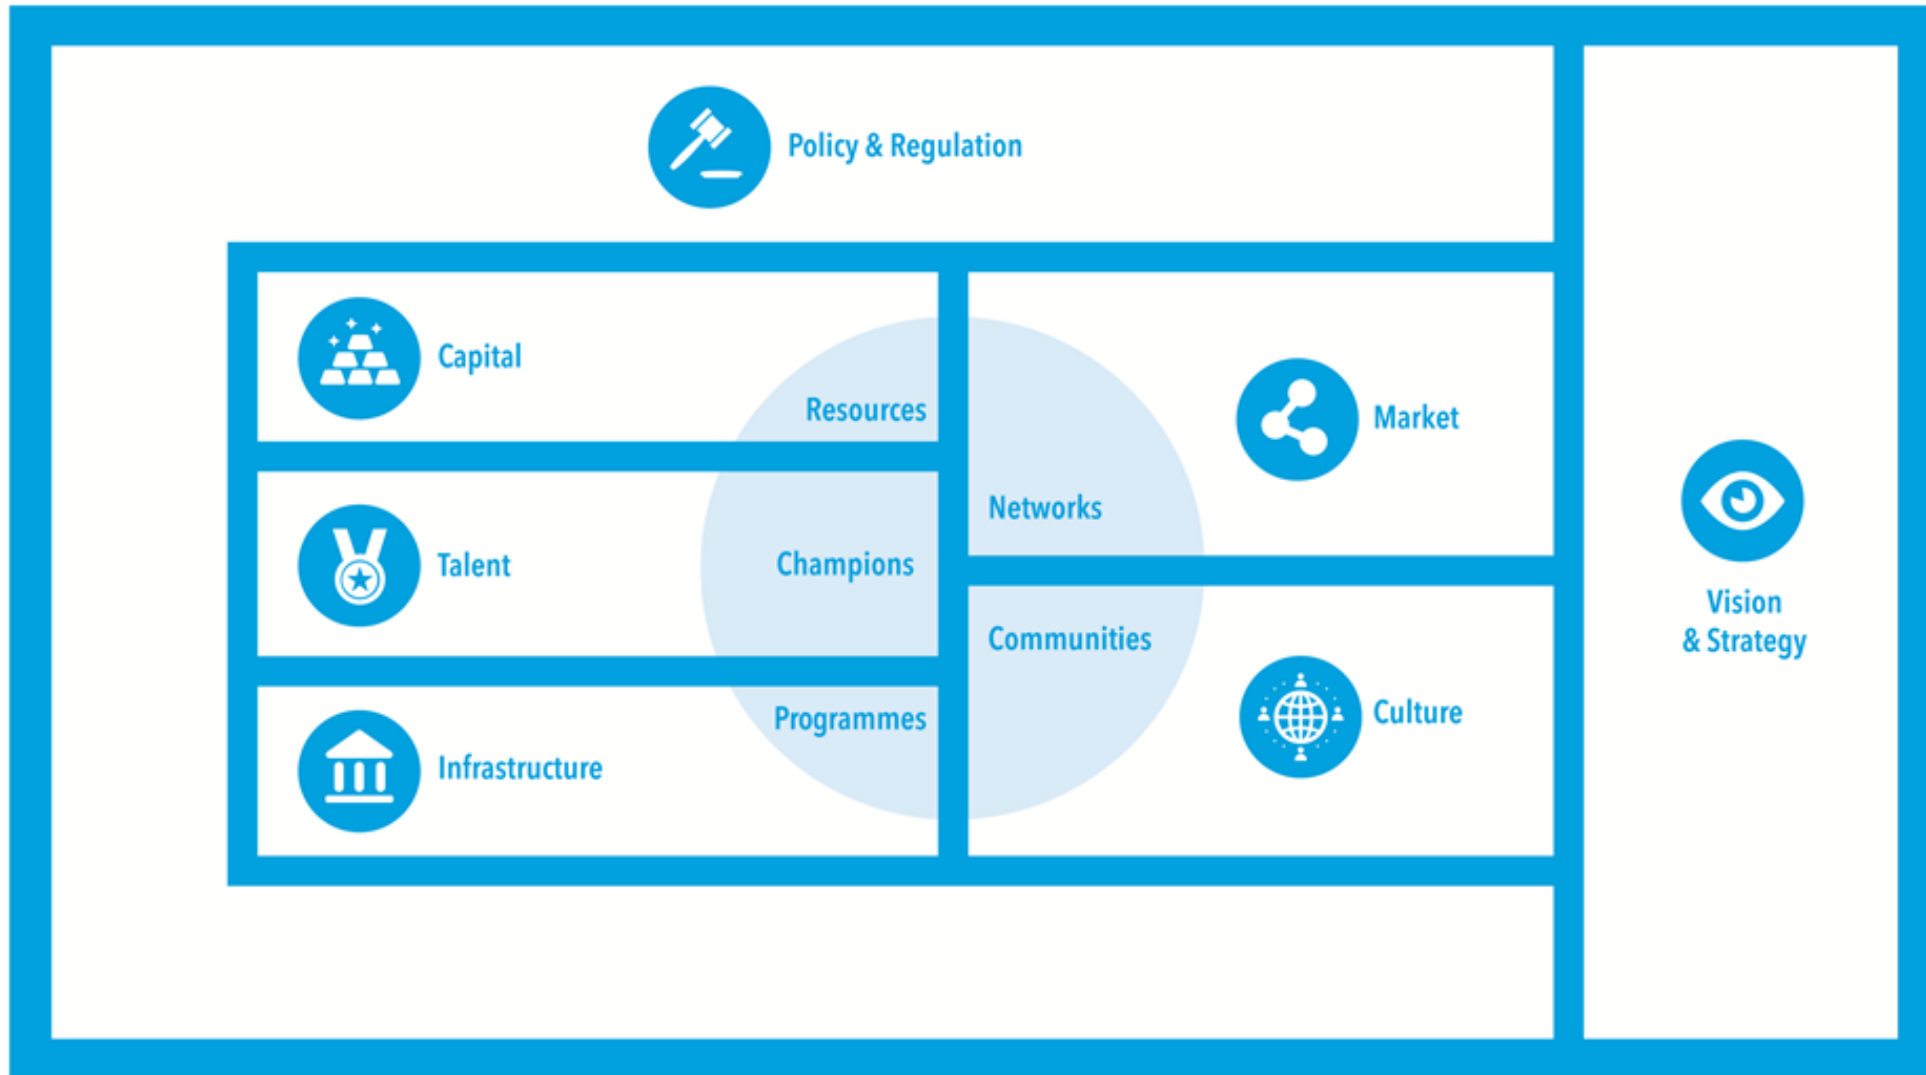 Policy & Regulation
Capital
Resources
Talent
Champions
Infrastructure
Programmes
Market
Networks
Communities
Culture
Vision
& Strategy